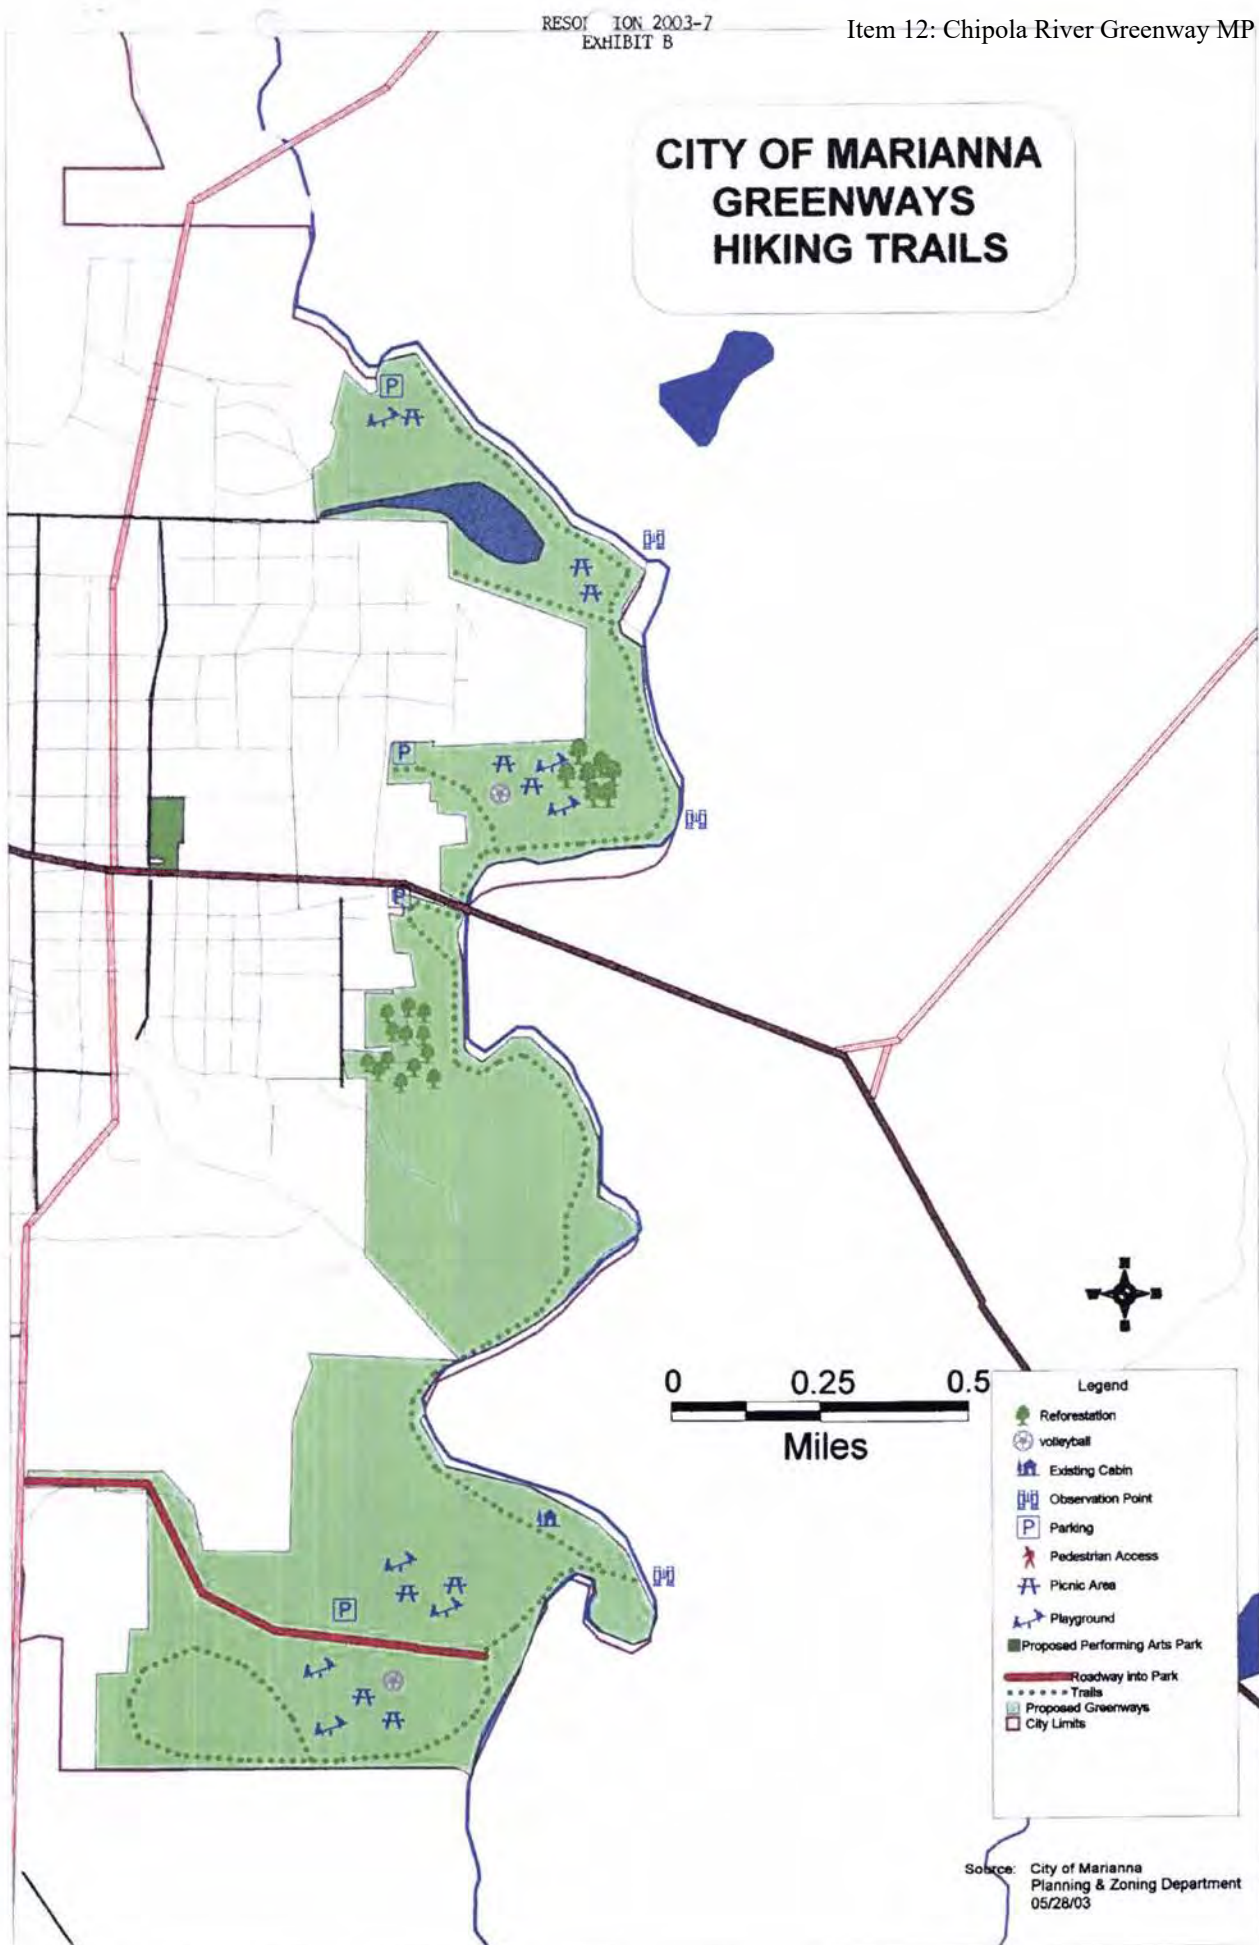 RESOL ION 2003-7
EXHIBIT B
Item 12: Chipola River Greenway MP
CITY OF MARIANNA
GREENWAYS
HIKING TRAILS
P
P
P
P
N
W E
S
0 0.25 0.5
Miles
Legend
Reforestation
volleyball
Existing Cabin
Observation Point
P Parking
Pedestrian Access
Picnic Area
Playground
Proposed Performing Arts Park
Roadway into Park
Trails
Proposed Greenways
City Limits
Source: City of Marianna
Planning & Zoning Department
05/28/03